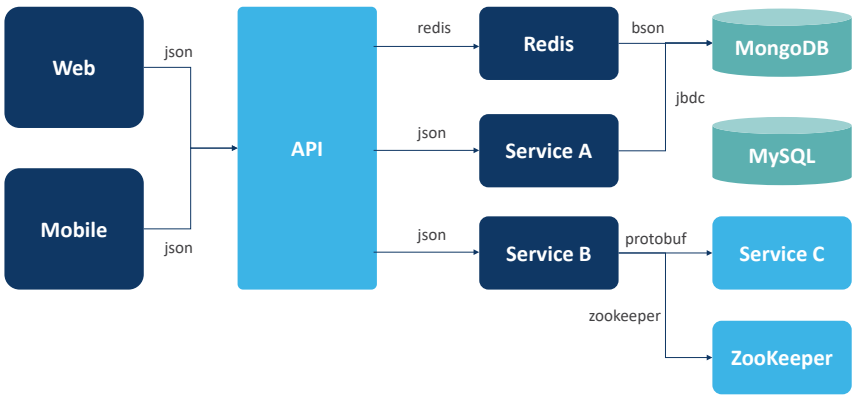 redis
bson
Redis
MongoDB
json
Web
jbdc
json
API
Service A
MySQL
json
Mobile
json
Service B
protobuf
Service C
zookeeper
ZooKeeper